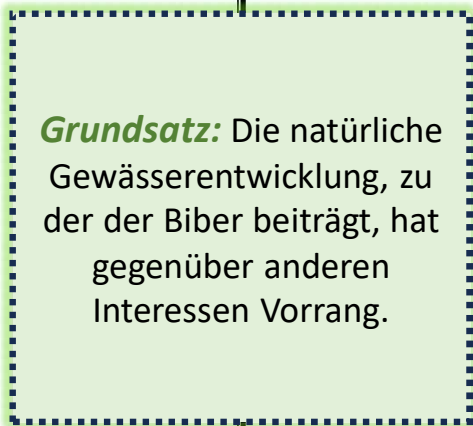 Grundsatz: Die natürliche
Gewässerentwicklung, zu
der der Biber beiträgt, hat
gegenüber anderen
Interessen Vorrang.